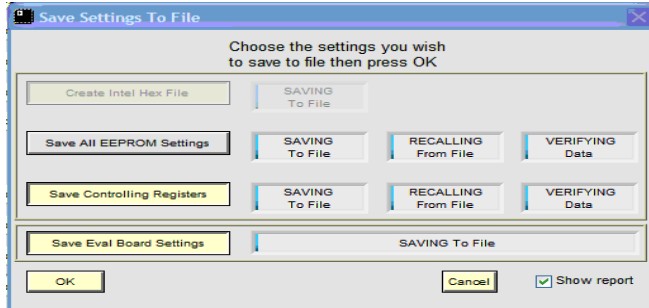 Save Settings To File
Choose the settings you wish
to save to file then press OK
Create Intel Hex File
SAVING
To File
Save All EEPROM Settings
SAVING
To File
RECALLING
From File
VERIFYING
Data
Save Controlling Registers
SAVING
To File
RECALLING
From File
VERIFYING
Data
Save Eval Board Settings
SAVING To File
OK
Cancel
Show report